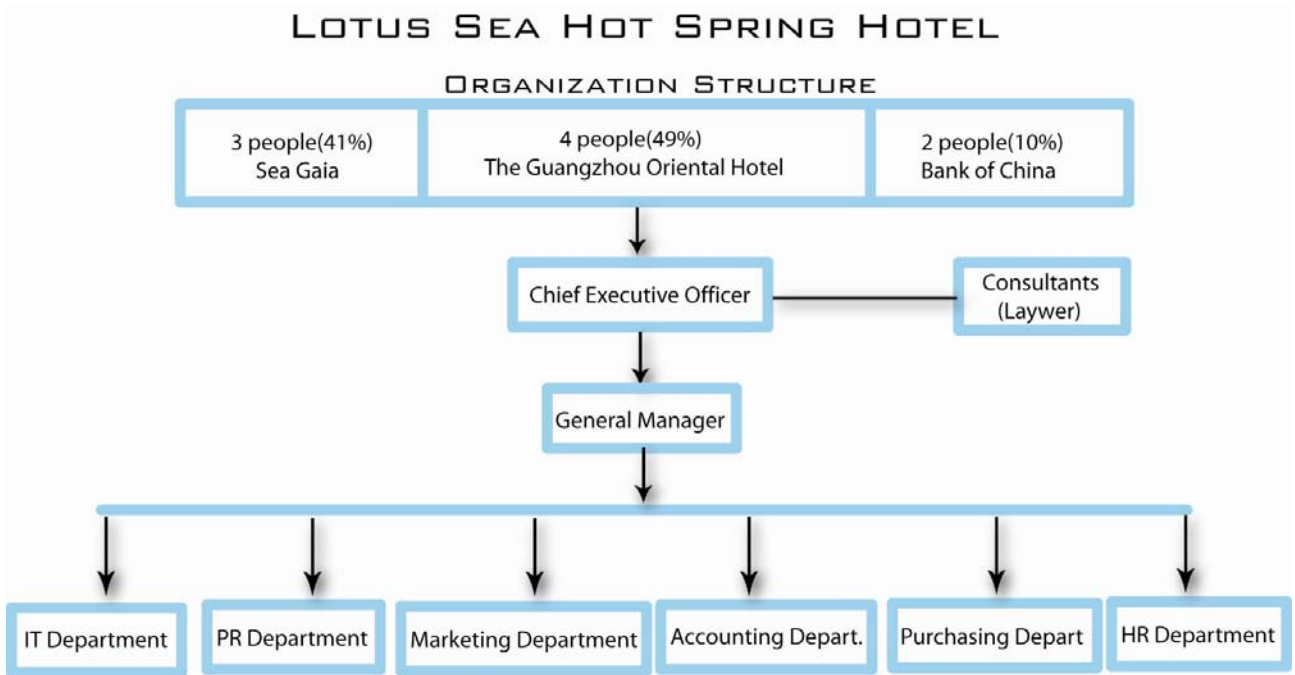 LOTUS SEA HOT SPRING HOTEL
ORGANIZATION STRUCTURE
3 people(41%)
Sea Gaia
4 people(49%)
The Guangzhou Oriental Hotel
2 people(10%)
Bank of China
Chief Executive Officer
Consultants
(Laywer)
General Manager
IT Department
PR Department
Marketing Department
Accounting Depart.
Purchasing Depart
HR Department